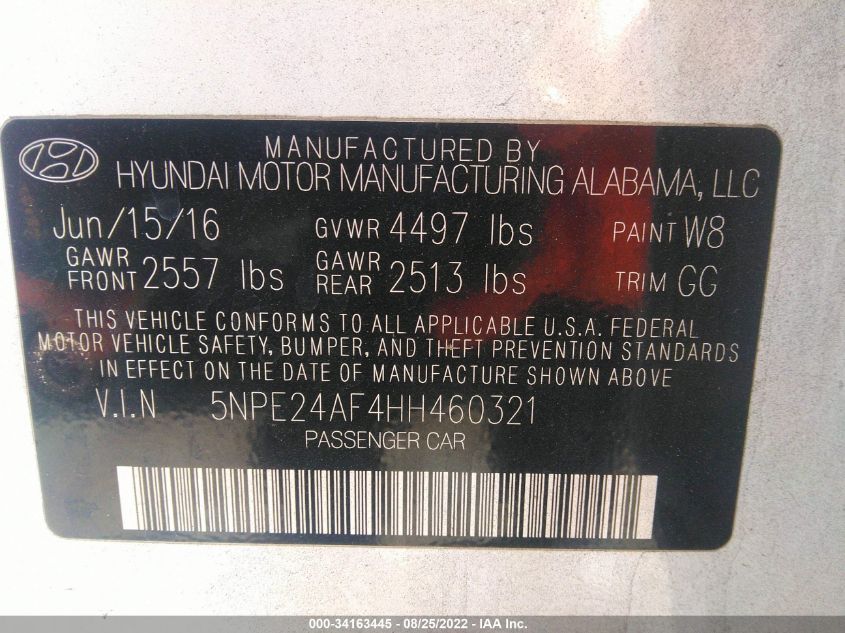 MANUFACTURED BY
HYUNDAI MOTOR MANUFACTURING ALABAMA, LLC
Jun/15/16 GVWR 4497 lbs PAINT W8
GAWR FRONT 2557 lbs GAWR REAR 2513 lbs TRIM GG
THIS VEHICLE CONFORMS TO ALL APPLICABLE U.S.A. FEDERAL
MOTOR VEHICLE SAFETY, BUMPER, AND THEFT PREVENTION STANDARDS
IN EFFECT ON THE DATE OF MANUFACTURE SHOWN ABOVE.
V.I.N 5NPE24AF4HH460321
PASSENGER CAR
000-34163445 - 08/25/2022 - IAA, Inc.